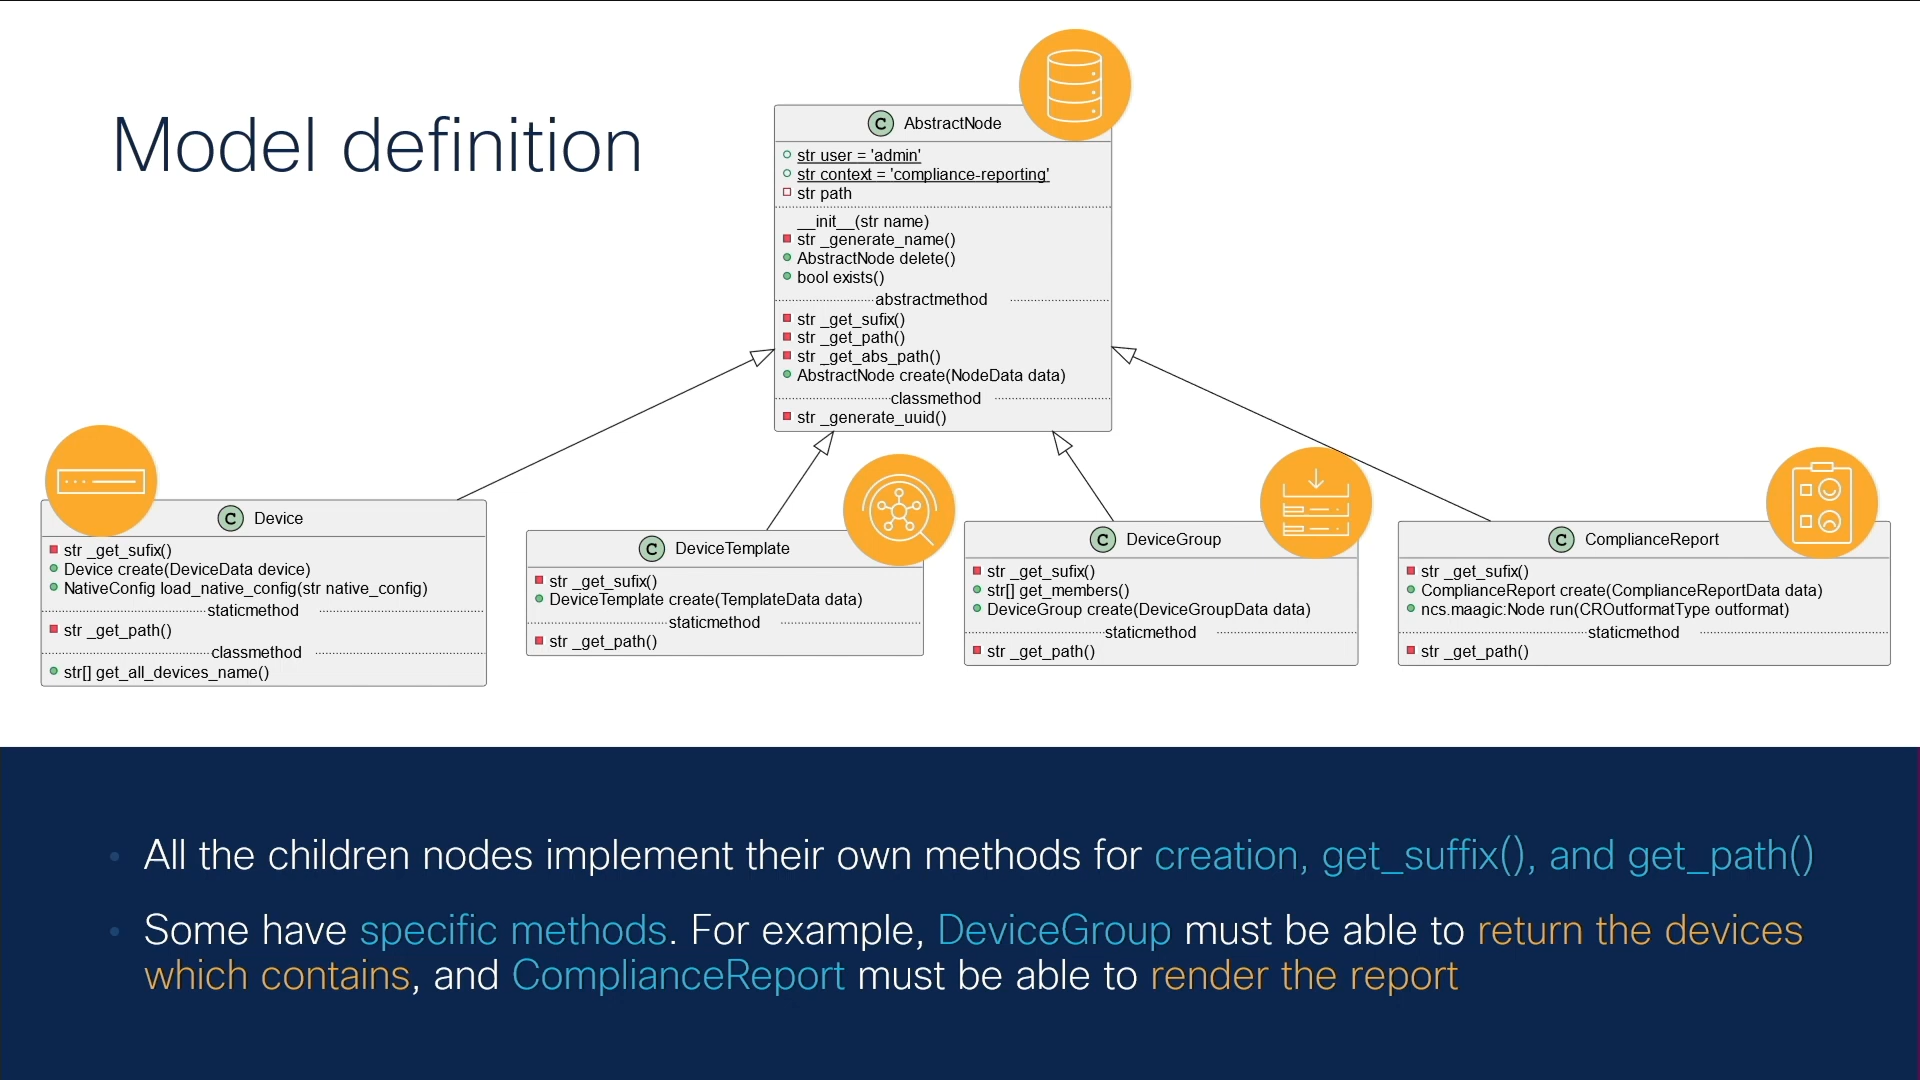 Model definition
C AbstractNode
str user = 'admin'
str context = 'compliance-reporting'
str path
__init__(str name)
str _generate_name()
AbstractNode delete()
bool exists()
abstractmethod
str _get_sufix()
str _get_path()
str _get_abs_path()
AbstractNode create(NodeData data)
classmethod
str _generate_uuid()
C Device
str _get_sufix()
Device create(DeviceData device)
NativeConfig load_native_config(str native_config)
staticmethod
str _get_path()
classmethod
str[] get_all_devices_name()
C DeviceTemplate
str _get_sufix()
DeviceTemplate create(TemplateData data)
staticmethod
str _get_path()
C DeviceGroup
str _get_sufix()
str[] get_members()
DeviceGroup create(DeviceGroupData data)
staticmethod
str _get_path()
C ComplianceReport
str _get_sufix()
ComplianceReport create(ComplianceReportData data)
ncs.maagic:Node run(CROutformatType outformat)
staticmethod
str _get_path()
• All the children nodes implement their own methods for creation, get_suffix(), and get_path()
• Some have specific methods. For example, DeviceGroup must be able to return the devices
which contains, and ComplianceReport must be able to render the report